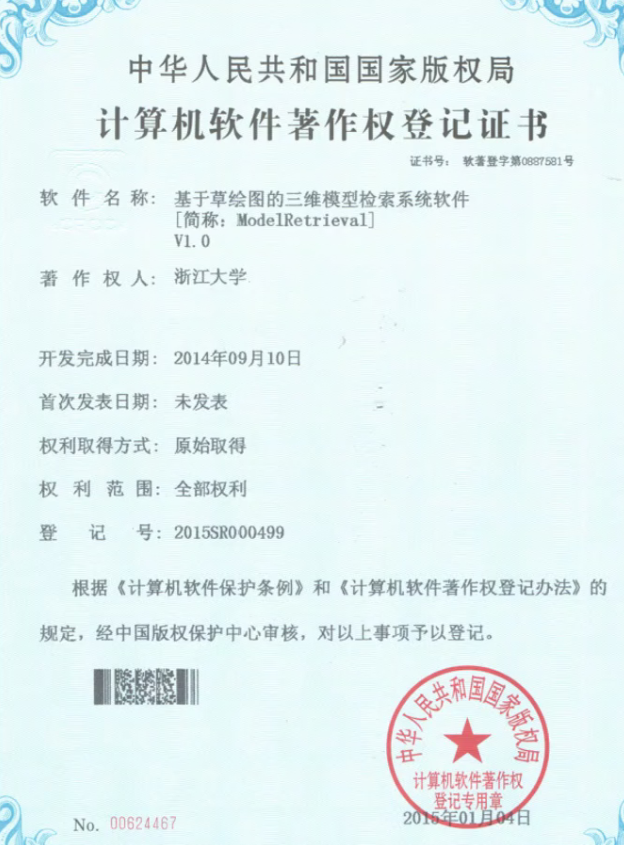 中华人民共和国国家版权局
计算机软件著作权登记证书
证书号： 软著登字第0887581号
软件名称： 基于草绘图的三维模型检索系统软件
[简称：ModelRetrieval]
V1.0
著作权人： 浙江大学
开发完成日期： 2014年09月10日
首次发表日期： 未发表
权利取得方式： 原始取得
权利范围： 全部权利
登记号： 2015SR000499
根据《计算机软件保护条例》和《计算机软件著作权登记办法》的
规定，经中国版权保护中心审核，对以上事项予以登记。
中华人民共和国国家版权局
计算机软件著作权
登记专用章
No. 00624467
2015年01月04日